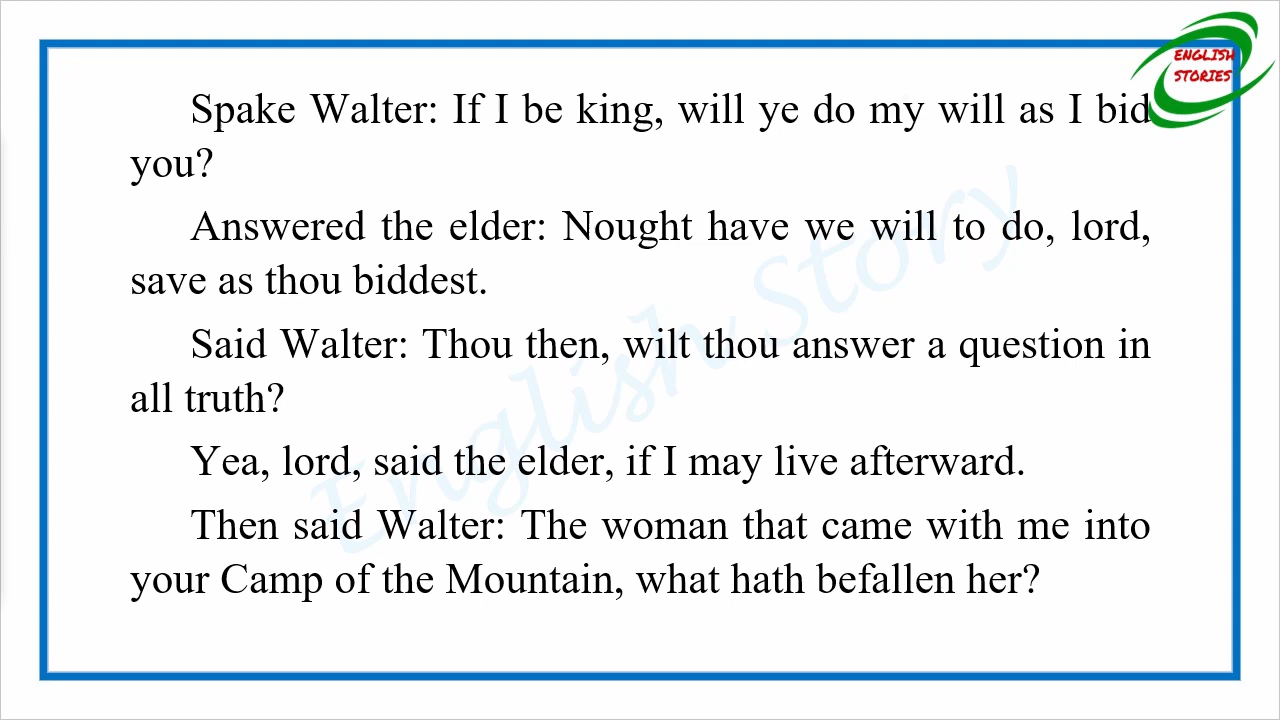 ENGLISH
STORIES
Spake Walter: If I be king, will ye do my will as I bid
you?
Answered the elder: Nought have we will to do, lord,
save as thou biddest.
Said Walter: Thou then, wilt thou answer a question in
all truth?
Yea, lord, said the elder, if I may live afterward.
Then said Walter: The woman that came with me into
your Camp of the Mountain, what hath befallen her?
English Story